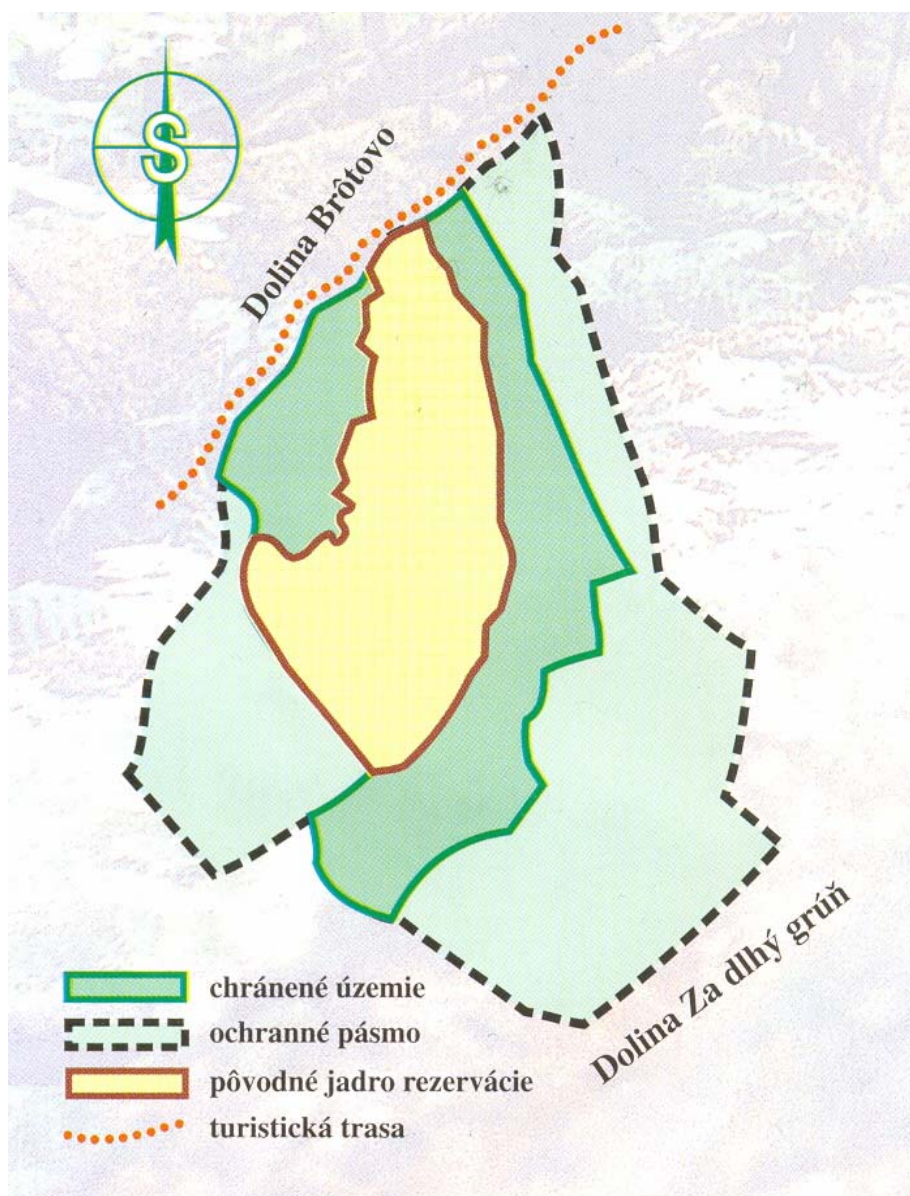 S
Dolina Brôtovo
Dolina Za dlhý grúň
chránené územie
ochranné pásmo
pôvodné jadro rezervácie
turistická trasa